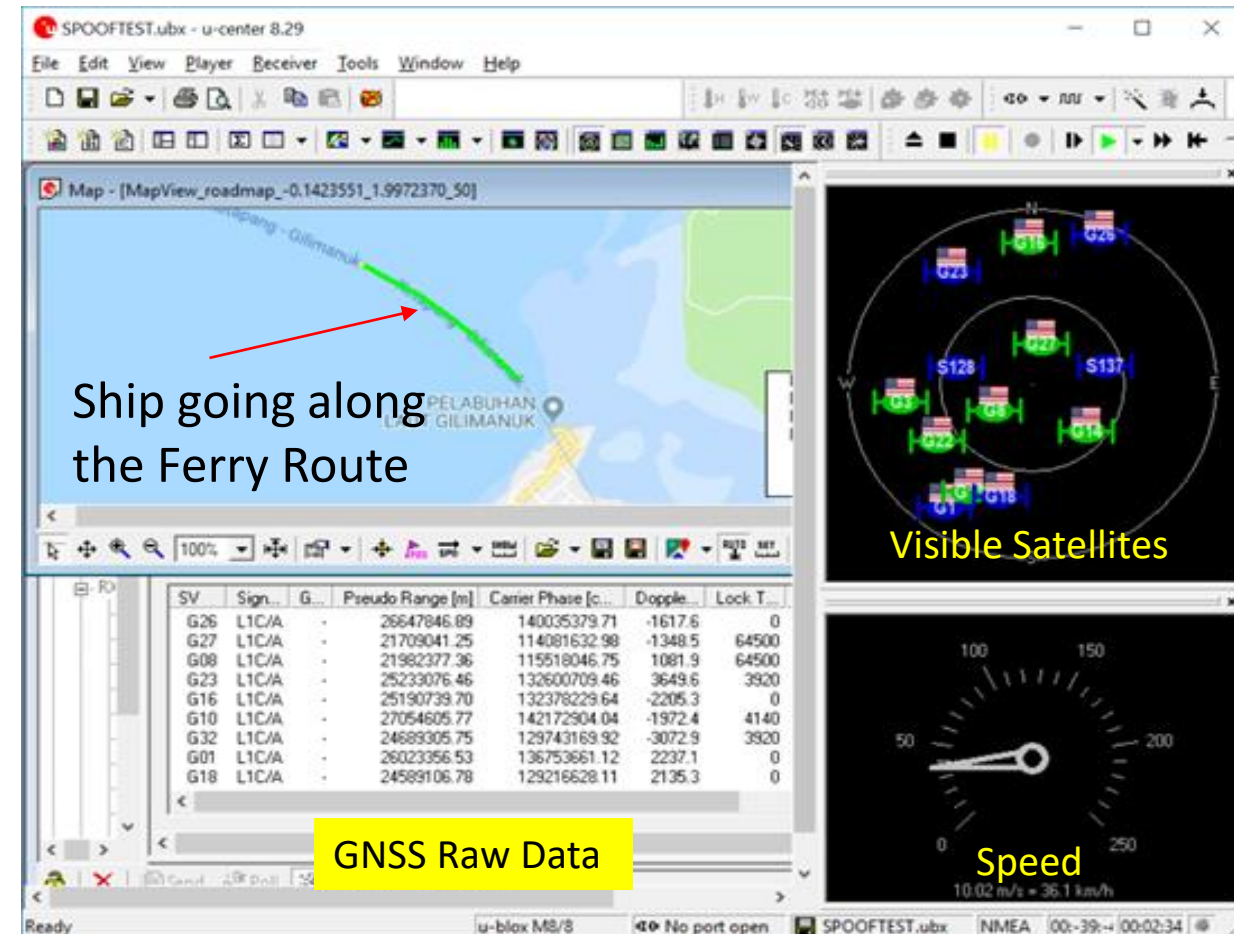 SPOOFTEST.ubx - u-center 8.29
File Edit View Player Receiver Tools Window Help
Map - [MapView_roadmap_-0.1423551_1.9972370_50]
Gilimanuk
Ship going along
the Ferry Route
PELABUHAN
LAUT GILIMANUK
100%
N
G16 G26
G23
G27
S128 S137
W E
G3 G8
G22 G14
G1 G18
Visible Satellites
SV Sign... G... Pseudo Range [m] Carrier Phase [c... Dopple... Lock T...
G26 L1C/A - 26647846.89 140035379.71 -1617.6 0
G27 L1C/A - 21709041.25 114081632.98 -1348.5 64500
G08 L1C/A - 21982377.36 115518046.75 1081.9 64500
G23 L1C/A - 25233076.46 132600709.46 3649.6 3920
G16 L1C/A - 25190739.70 132378229.64 -2205.3 0
G10 L1C/A - 27054605.77 142172904.04 -1972.4 4140
G32 L1C/A - 24689305.75 129743169.92 -3072.9 3920
G01 L1C/A - 26023356.53 136753661.12 2237.1 0
G18 L1C/A - 24589106.78 129216628.11 2135.3 0
GNSS Raw Data
100 150
50 200
0 250
Speed
10.02 m/s = 36.1 km/h
Send Poll
Ready u-blox M8/8 No port open SPOOFTEST.ubx NMEA 00:-39:-4 00:02:34